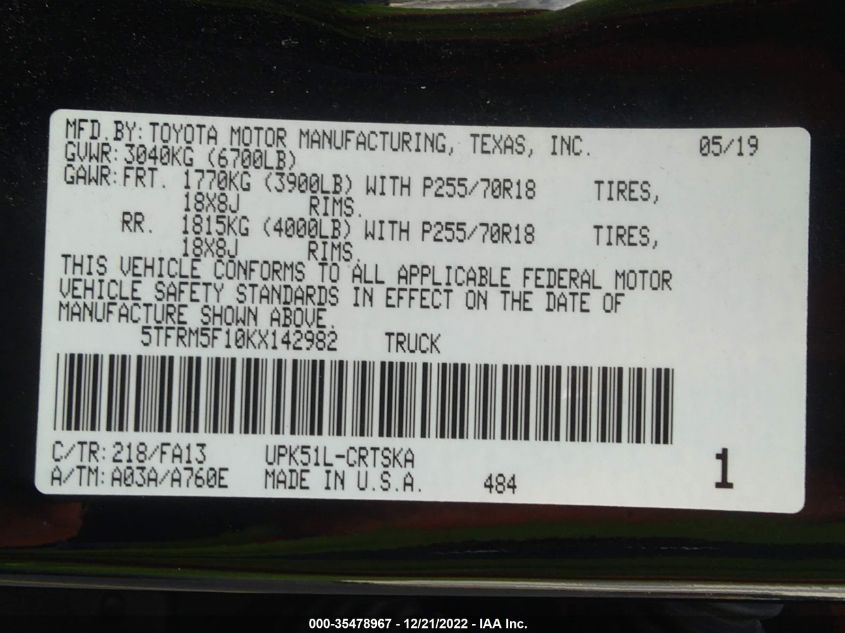 MFD.BY: TOYOTA MOTOR MANUFACTURING, TEXAS, INC. 05/19
GVWR: 3040KG (6700LB)
GAWR: FRT. 1770KG (3900LB) WITH P255/70R18 TIRES,
18X8J RIMS.
RR. 1815KG (4000LB) WITH P255/70R18 TIRES,
18X8J RIMS.
THIS VEHICLE CONFORMS TO ALL APPLICABLE FEDERAL MOTOR
VEHICLE SAFETY STANDARDS IN EFFECT ON THE DATE OF
MANUFACTURE SHOWN ABOVE.
5TFRM5F10KX142982 TRUCK
C/TR: 218/FA13 UPK51L-CRTSKA
A/TM: A03A/A760E MADE IN U.S.A. 484 1
000-35478967 - 12/21/2022 - IAA Inc.